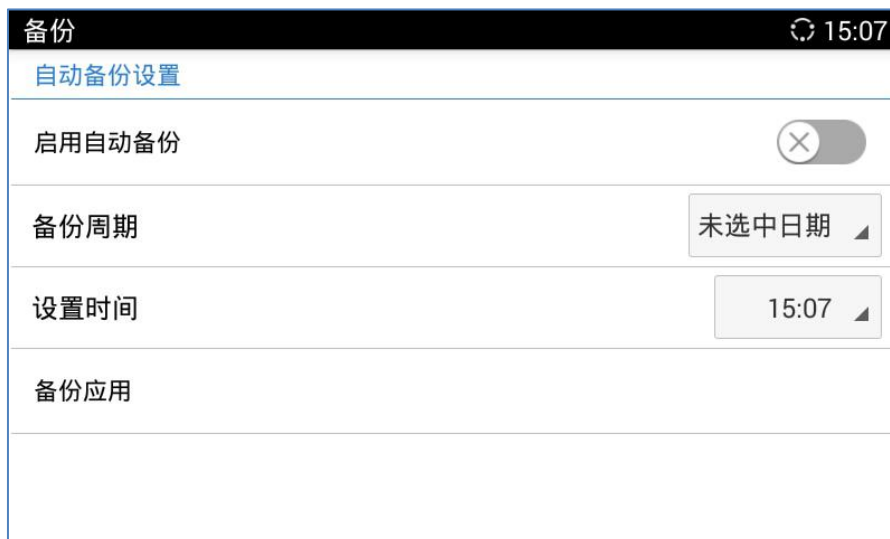 备份 15:07
自动备份设置
启用自动备份
备份周期 未选中日期
设置时间 15:07
备份应用